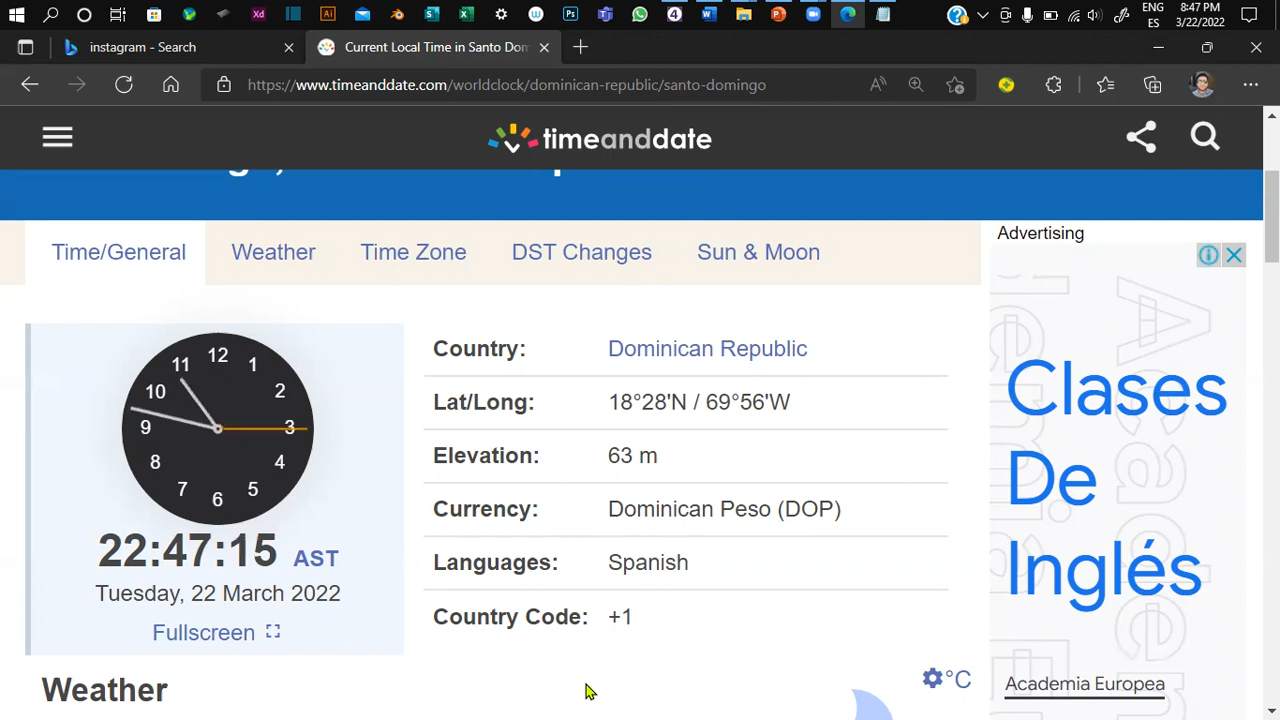 8:47 PM
ENG
ES
3/22/2022
instagram - Search
Current Local Time in Santo Dom
https://www.timeanddate.com/worldclock/dominican-republic/santo-domingo
timeanddate
Time/General
Weather
Time Zone
DST Changes
Sun & Moon
Advertising
12
1
2
3
4
5
6
7
8
9
10
11
22:47:15 AST
Tuesday, 22 March 2022
Fullscreen
Country: Dominican Republic
Lat/Long: 18°28'N / 69°56'W
Elevation: 63 m
Currency: Dominican Peso (DOP)
Languages: Spanish
Country Code: +1
Weather
°C
Clases
De
Inglés
Academia Europea